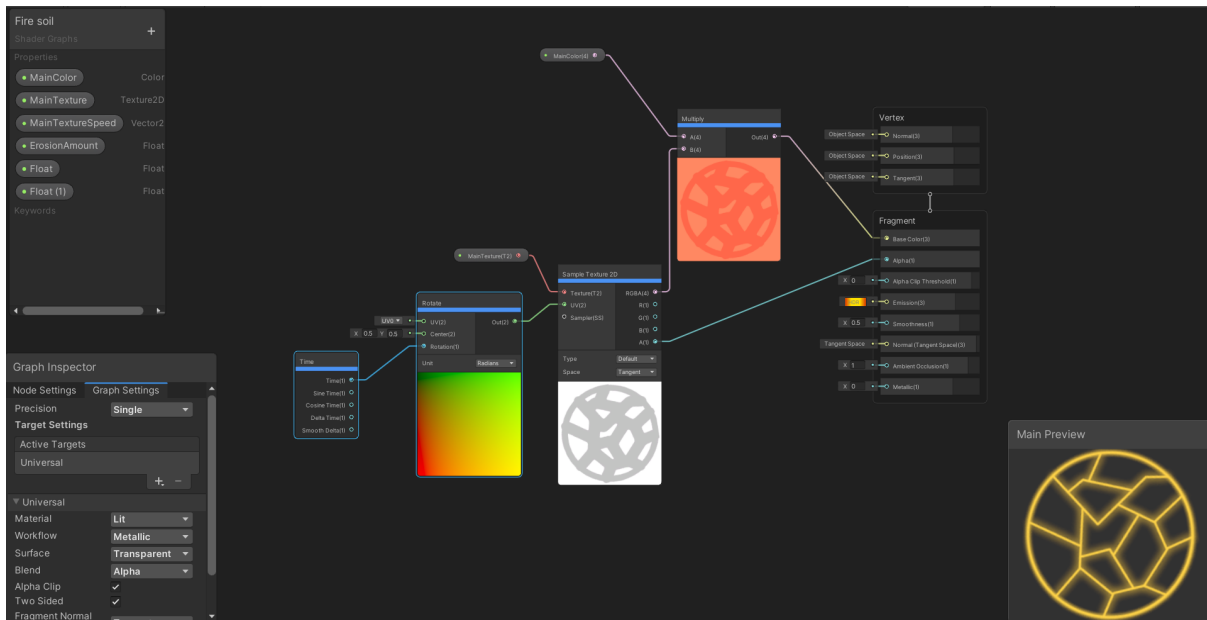 Fire soil
+
Shader Graphs
Properties
MainColor Color
MainTexture Texture2D
MainTextureSpeed Vector2
ErosionAmount Float
Float Float
Float (1) Float
Keywords
MainColor(4)
Multiply
A(4) Out(4)
B(4)
Vertex
Object Space Normal(3)
Object Space Position(3)
Object Space Tangent(3)
Fragment
Base Color(3)
Alpha(1)
X 0 Alpha Clip Threshold(1)
HDR Emission(3)
X 0.5 Smoothness(1)
Tangent Space Normal (Tangent Space)(3
X 1 Ambient Occlusion(1)
X 0 Metallic(1)
MainTexture(T2)
Sample Texture 2D
Texture(T2) RGBA(4)
UV(2) R(1)
Sampler(SS) G(1)
B(1)
A(1)
Type Default
Space Tangent
Rotate
UV0 UV(2) Out(2)
X 0.5 Y 0.5 Center(2)
Rotation(1)
Unit Radians
Time
Time(1)
Sine Time(1)
Cosine Time(1)
Delta Time(1)
Smooth Delta(1)
Graph Inspector
Node Settings Graph Settings
Precision Single
Target Settings
Active Targets
Universal
+ −
Universal
Material Lit
Workflow Metallic
Surface Transparent
Blend Alpha
Alpha Clip
Two Sided
Fragment Normal
Main Preview